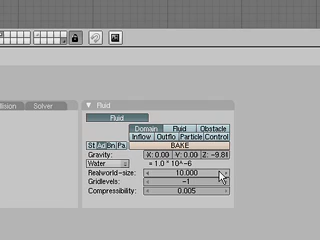 llision
Solver
Fluid
Fluid
Domain Fluid Obstacle
Inflow Outflo Particle Control
St Ad Bn Pa BAKE
Gravity: X: 0.00 Y: 0.00 Z: -9.81
Water = 1.0 * 10^-6
Realworld-size: 10.000
Gridlevels: -1
Compressibility: 0.005